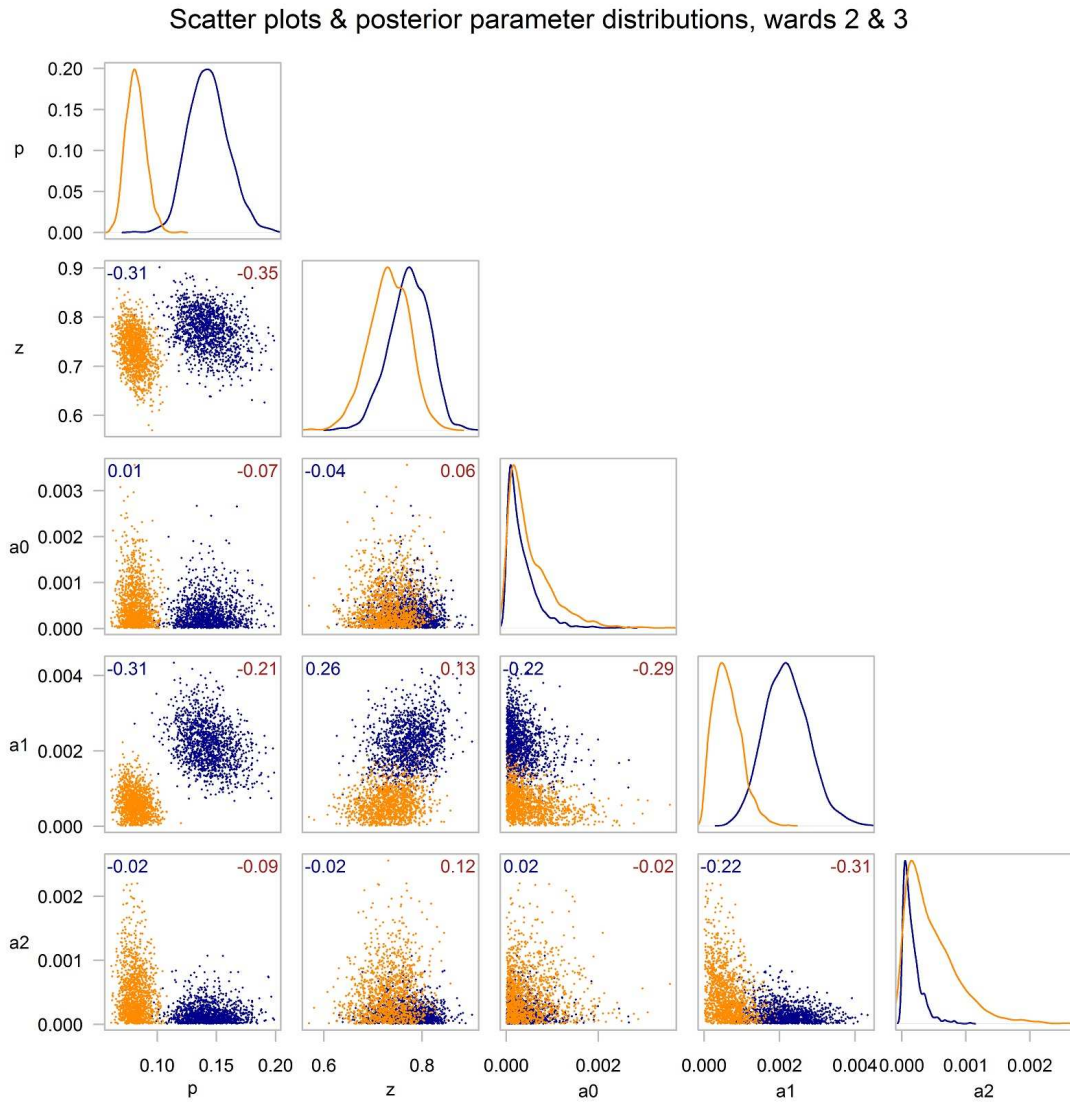 Scatter plots & posterior parameter distributions, wards 2 & 3
0.20
0.15
p 0.10
0.05
0.00
0.9 -0.31 -0.35
0.8
z 0.7
0.6
0.01 -0.07 -0.04 0.06
0.003
0.002
a0
0.001
0.000
-0.31 -0.21 0.26 0.13 -0.22 -0.29
0.004
a1 0.002
0.000
-0.02 -0.09 -0.02 0.12 0.02 -0.02 -0.22 -0.31
0.002
a2
0.001
0.000
0.10 0.15 0.20 0.6 0.8 0.000 0.002 0.000 0.002 0.004 0.000 0.001 0.002
p z a0 a1 a2